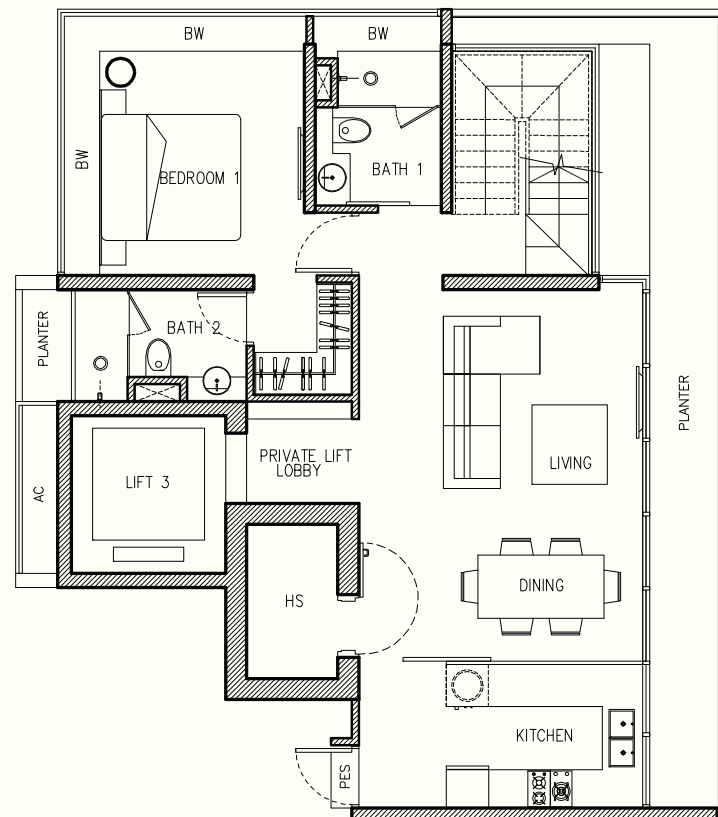 BW
BW
BW
BEDROOM 1
BATH 1
BATH 2
PLANTER
PLANTER
PRIVATE LIFT
LOBBY
LIVING
LIFT 3
AC
HS
DINING
KITCHEN
PES